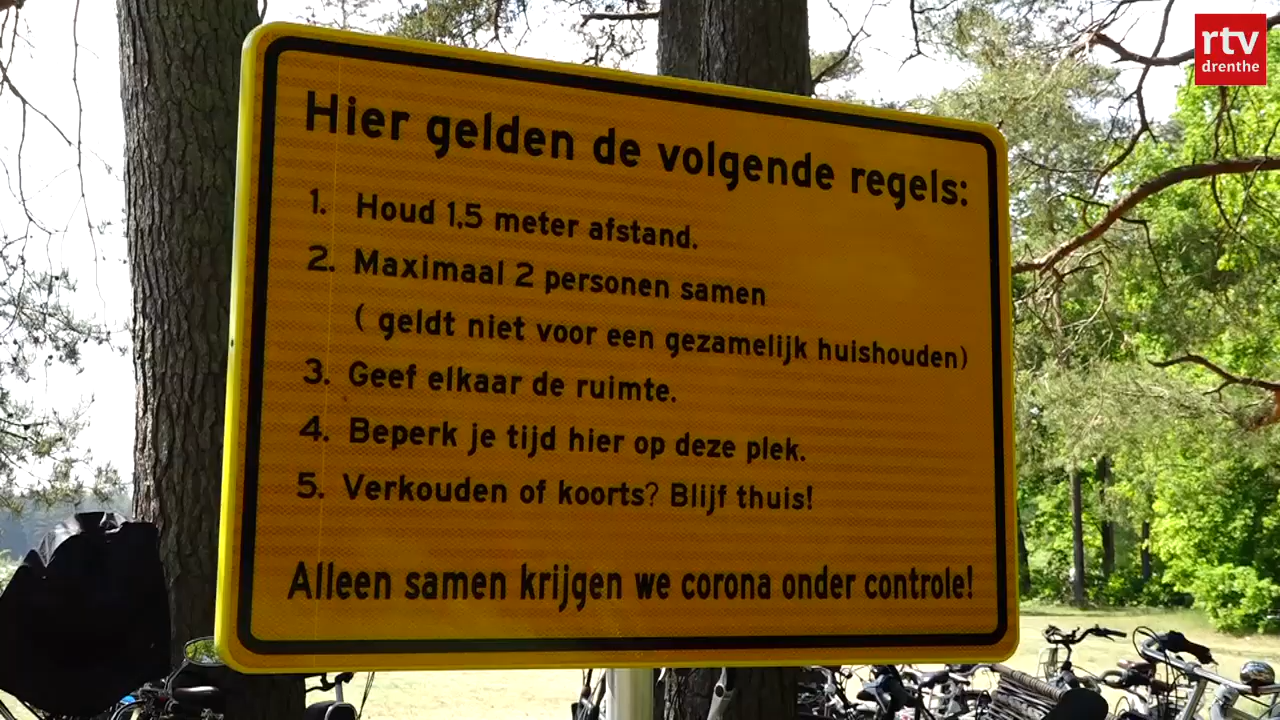 rtv
drenthe
Hier gelden de volgende regels:
1. Houd 1,5 meter afstand.
2. Maximaal 2 personen samen
( geldt niet voor een gezamelijk huishouden)
3. Geef elkaar de ruimte.
4. Beperk je tijd hier op deze plek.
5. Verkouden of koorts? Blijf thuis!
Alleen samen krijgen we corona onder controle!